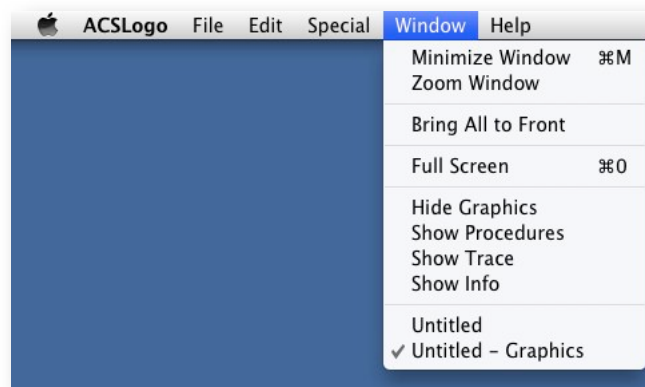 ACSLogo File Edit Special Window Help
Minimize Window ⌘M
Zoom Window
Bring All to Front
Full Screen ⌘0
Hide Graphics
Show Procedures
Show Trace
Show Info
Untitled
✓ Untitled – Graphics